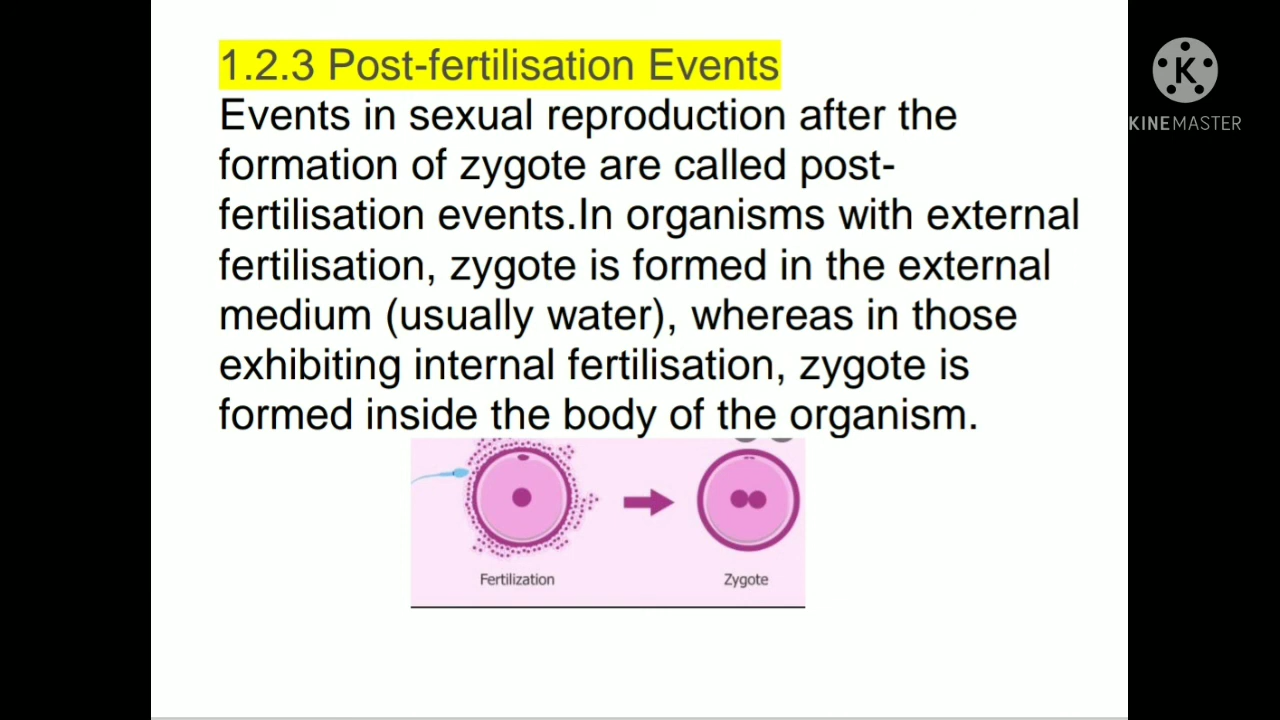 1.2.3 Post-fertilisation Events
Events in sexual reproduction after the
formation of zygote are called post-
fertilisation events.In organisms with external
fertilisation, zygote is formed in the external
medium (usually water), whereas in those
exhibiting internal fertilisation, zygote is
formed inside the body of the organism.
Fertilization
Zygote
K
KINEMASTER